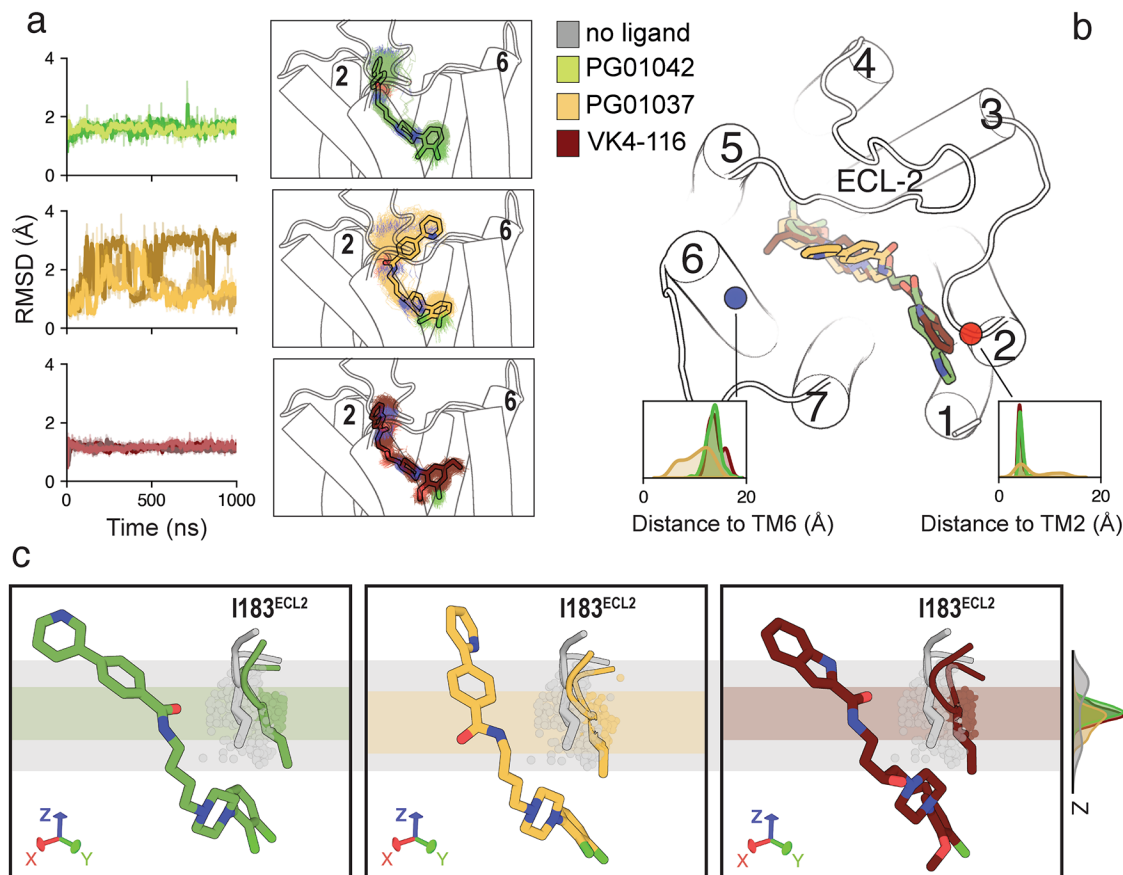 a
no ligand
PG01042
PG01037
VK4-116
b
4
2
0
RMSD (Å)
4
2
0
4
2
0
0
500
1000
Time (ns)
2
6
2
6
2
6
4
3
5
ECL-2
6
2
7
1
0
20
Distance to TM6 (Å)
0
20
Distance to TM2 (Å)
c
I183ECL2
Z
X
Y
I183ECL2
Z
X
Y
I183ECL2
Z
X
Y
Z